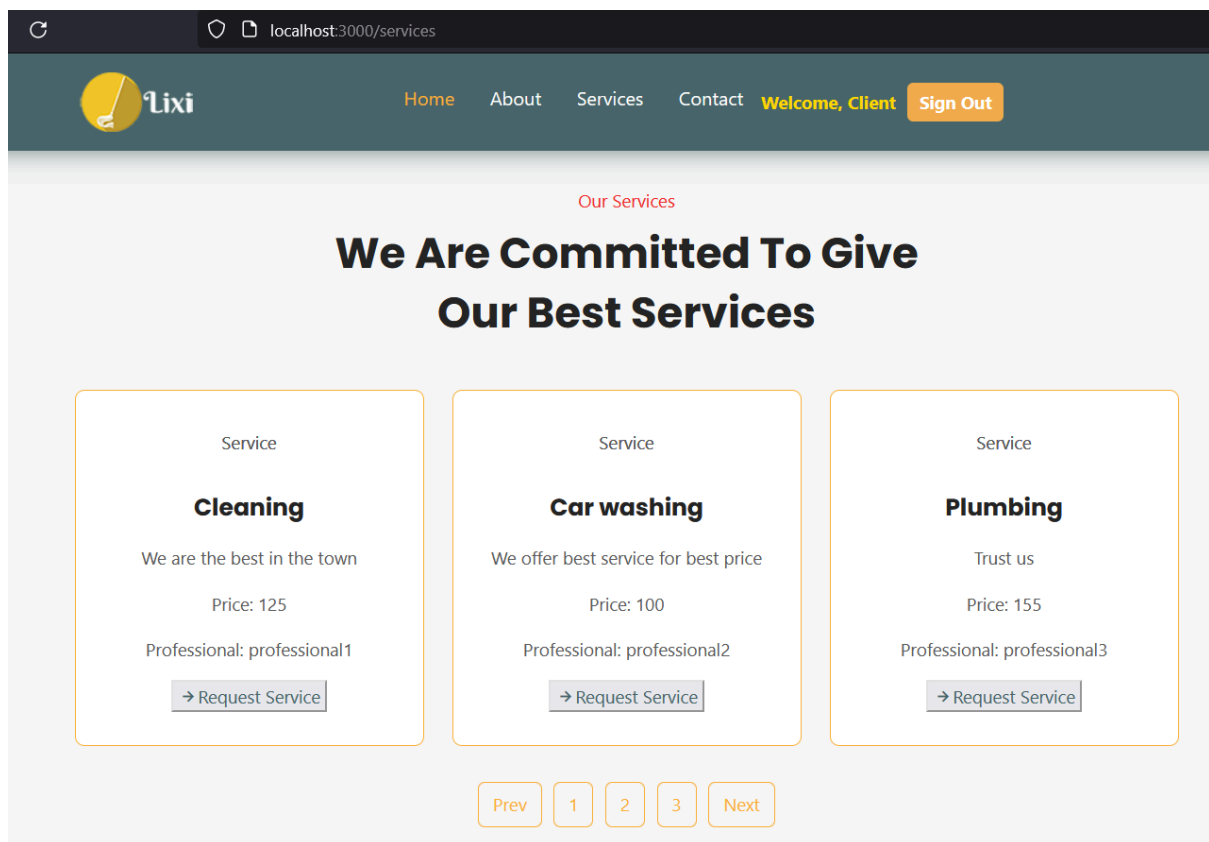 localhost:3000/services
Lixi Home About Services Contact Welcome, Client Sign Out
Our Services
We Are Committed To Give
Our Best Services
Service Service Service
Cleaning Car washing Plumbing
We are the best in the town We offer best service for best price Trust us
Price: 125 Price: 100 Price: 155
Professional: professional1 Professional: professional2 Professional: professional3
→ Request Service → Request Service → Request Service
Prev 1 2 3 Next